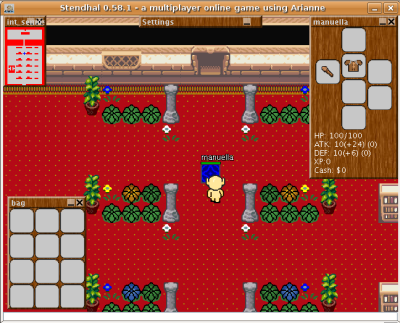 Stendhal 0.58.1 - a multiplayer online game using Arianne
Settings
manuella
HP: 100/100
ATK: 10(+24) (0)
DEF: 10(+6) (0)
XP:0
Cash: $0
manuella
bag